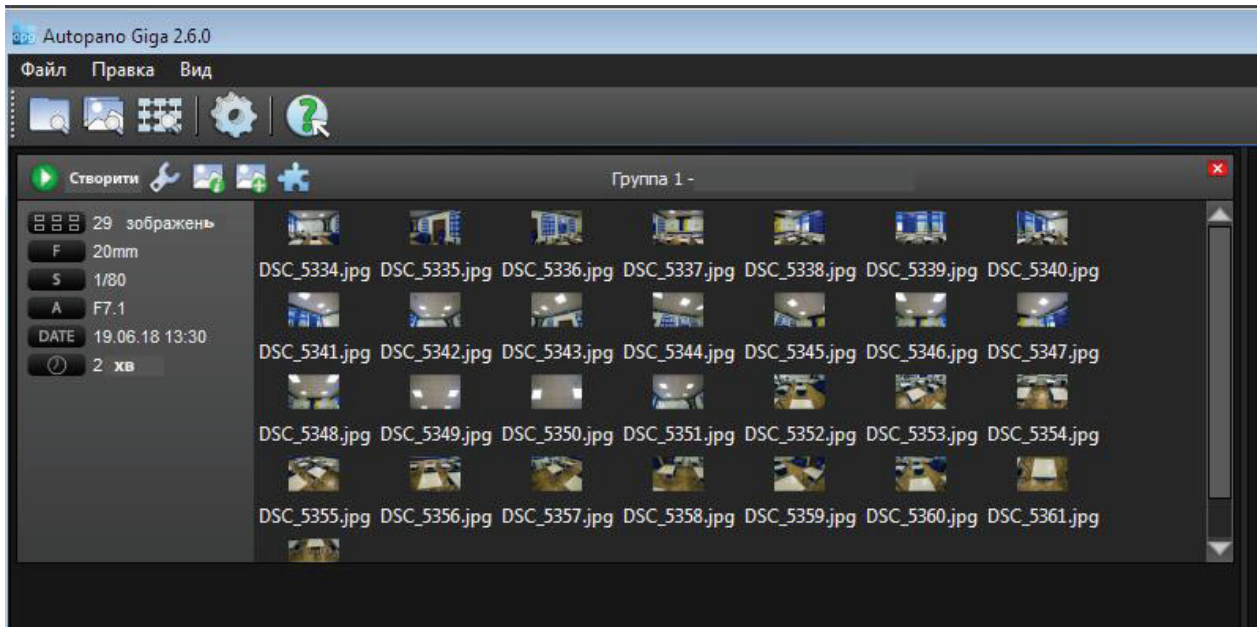 Autopano Giga 2.6.0
Файл Правка Вид
Створити Группа 1 -
29 зображень
F 20mm
S 1/80
A F7.1
DATE 19.06.18 13:30
2 хв
DSC_5334.jpg DSC_5335.jpg DSC_5336.jpg DSC_5337.jpg DSC_5338.jpg DSC_5339.jpg DSC_5340.jpg
DSC_5341.jpg DSC_5342.jpg DSC_5343.jpg DSC_5344.jpg DSC_5345.jpg DSC_5346.jpg DSC_5347.jpg
DSC_5348.jpg DSC_5349.jpg DSC_5350.jpg DSC_5351.jpg DSC_5352.jpg DSC_5353.jpg DSC_5354.jpg
DSC_5355.jpg DSC_5356.jpg DSC_5357.jpg DSC_5358.jpg DSC_5359.jpg DSC_5360.jpg DSC_5361.jpg